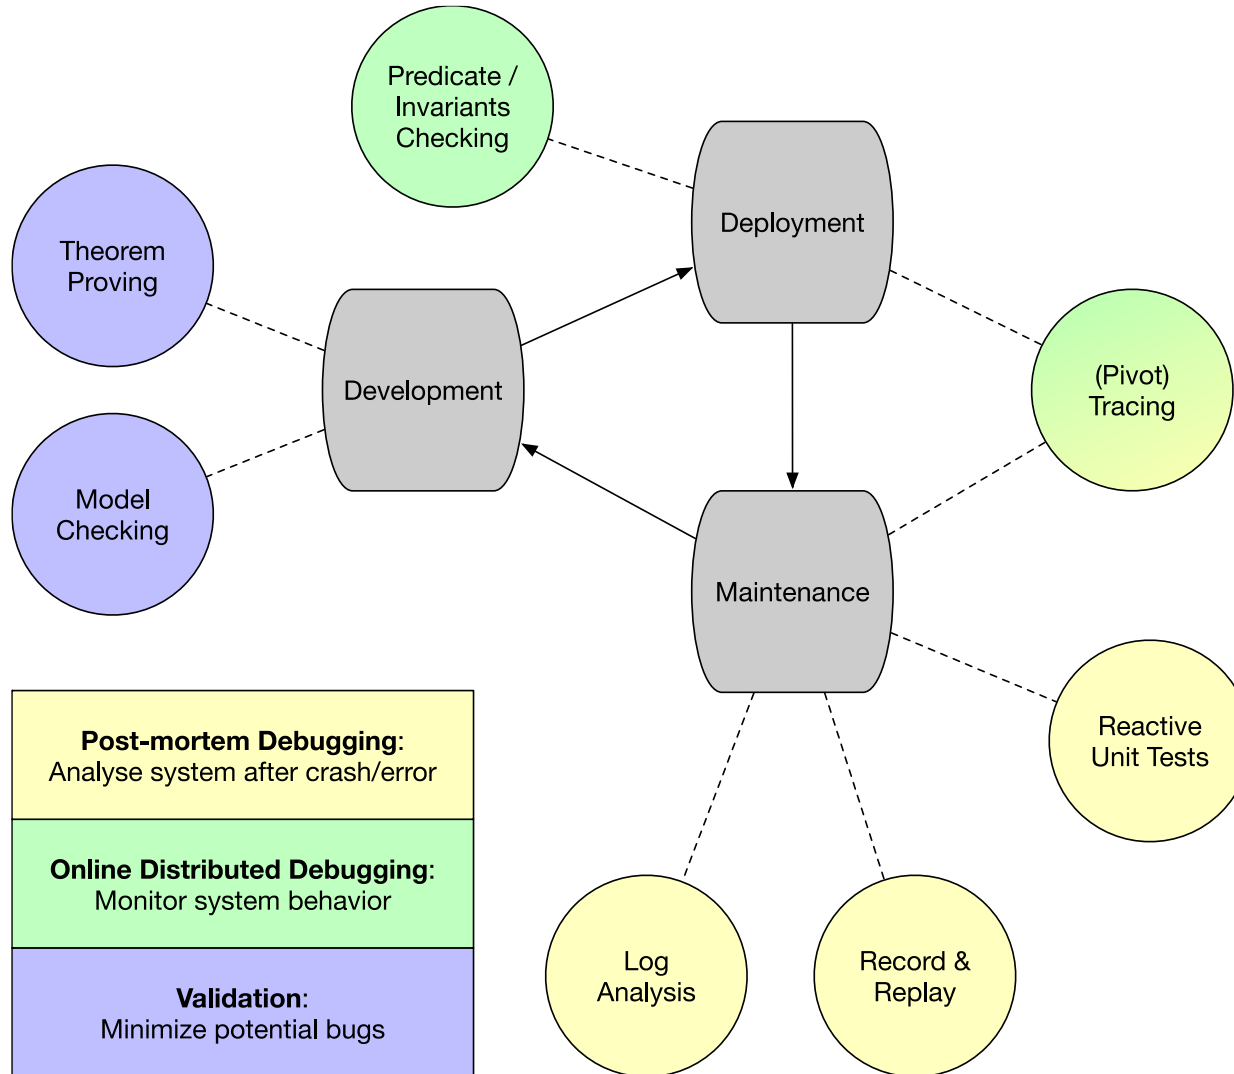 Predicate /
Invariants
Checking
Deployment
Theorem
Proving
Development
(Pivot)
Tracing
Model
Checking
Maintenance
Reactive
Unit Tests
Post-mortem Debugging:
Analyse system after crash/error
Online Distributed Debugging:
Monitor system behavior
Validation:
Minimize potential bugs
Log
Analysis
Record &
Replay